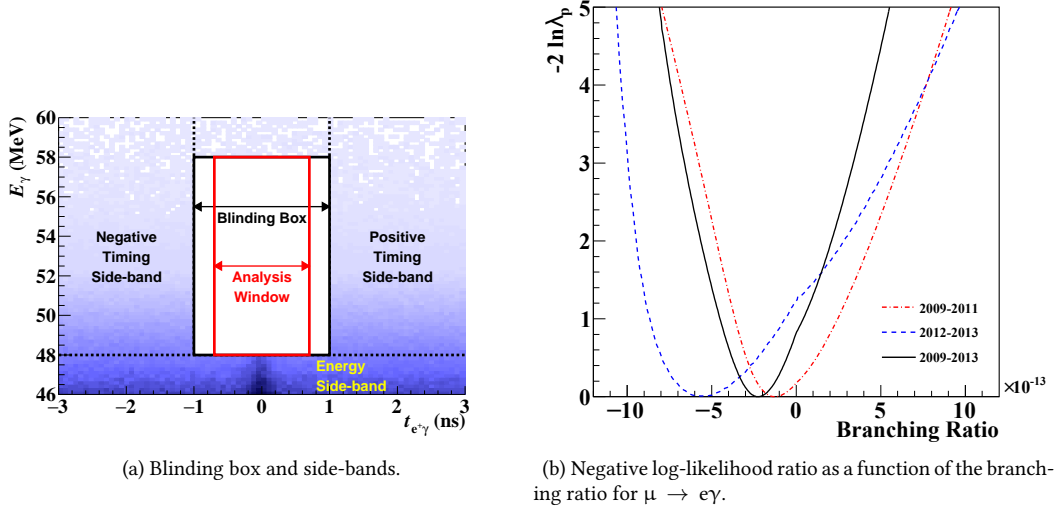 60
58
56
54
52
50
48
46
E_γ (MeV)
Blinding Box
Negative
Timing
Side-band
Positive
Timing
Side-band
Analysis
Window
Energy
Side-band
−3 −2 −1 0 1 2 3
t_e⁺γ (ns)
(a) Blinding box and side-bands.
-2 lnλ_p
5
4
3
2
1
0
2009-2011
2012-2013
2009-2013
×10⁻¹³
−10 −5 0 5 10
Branching Ratio
(b) Negative log-likelihood ratio as a function of the branch-
ing ratio for μ → eγ.